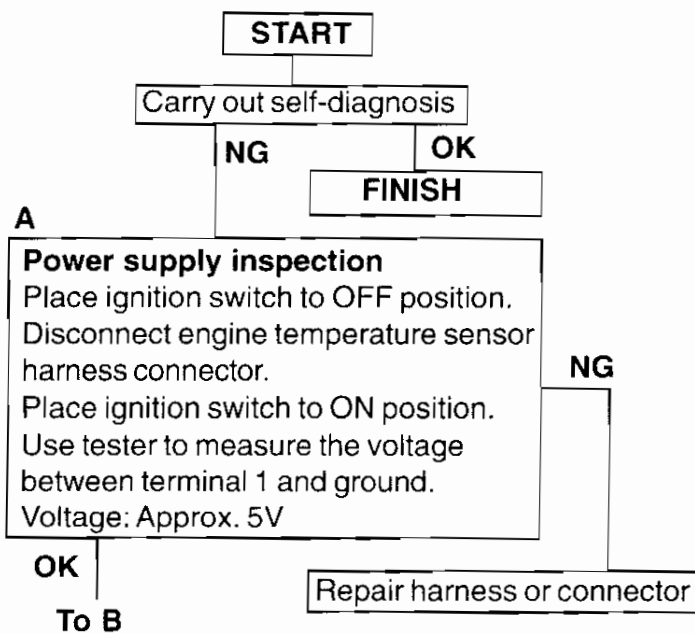 START
Carry out self-diagnosis
NG
OK
FINISH
A
Power supply inspection
Place ignition switch to OFF position.
Disconnect engine temperature sensor
harness connector.
Place ignition switch to ON position.
Use tester to measure the voltage
between terminal 1 and ground.
Voltage: Approx. 5V
NG
OK
Repair harness or connector
To B